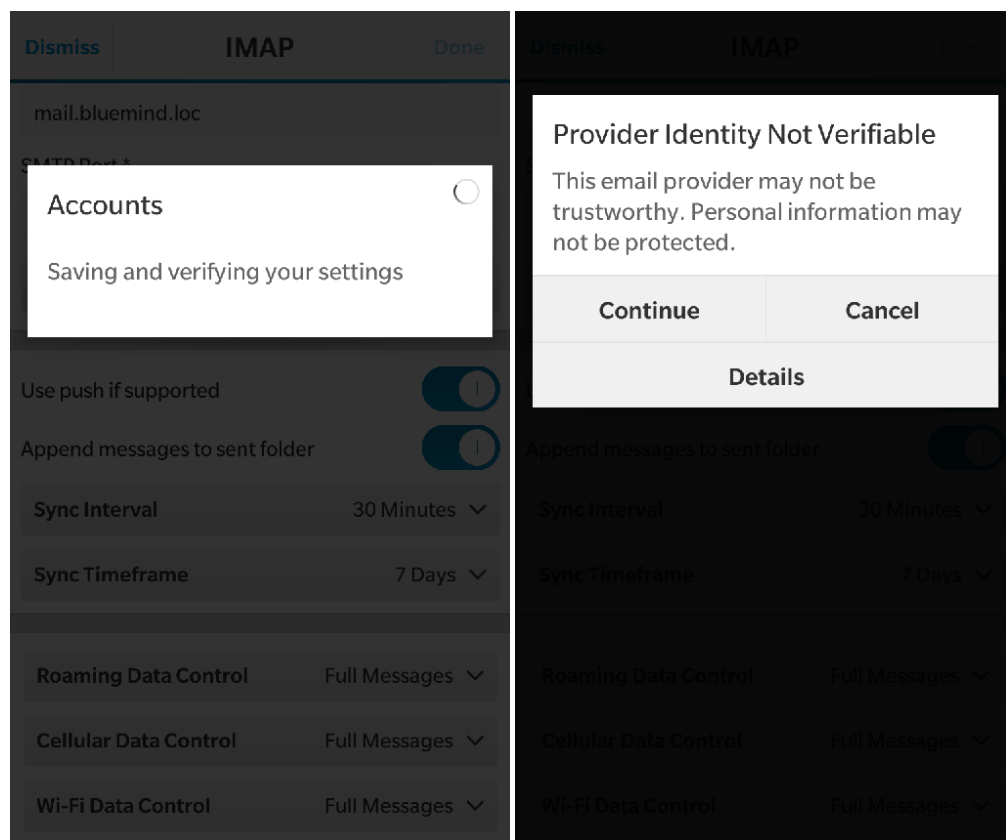 Dismiss IMAP Done
mail.bluemind.loc
SMTP Port *
Accounts
Saving and verifying your settings
Use push if supported
Append messages to sent folder
Sync Interval 30 Minutes
Sync Timeframe 7 Days
Roaming Data Control Full Messages
Cellular Data Control Full Messages
Wi-Fi Data Control Full Messages
Dismiss IMAP Done
Provider Identity Not Verifiable
This email provider may not be
trustworthy. Personal information may
not be protected.
Continue Cancel
Details
Append messages to sent folder
Sync Interval 30 Minutes
Sync Timeframe 7 Days
Roaming Data Control Full Messages
Cellular Data Control Full Messages
Wi-Fi Data Control Full Messages